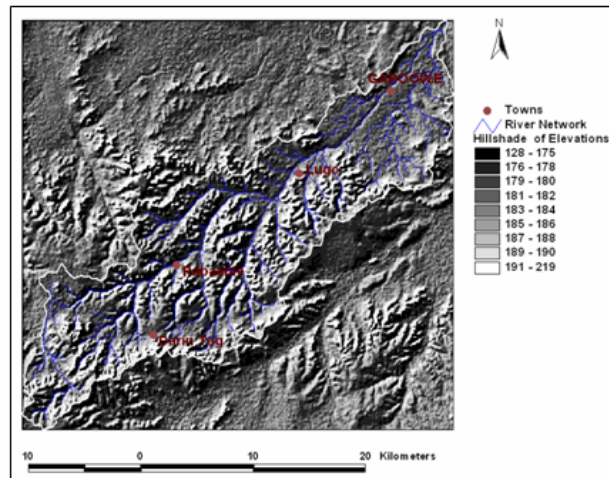 N
GAROOWE
Lugo
Towns
River Network
Hillshade of Elevations
128 - 175
176 - 178
179 - 180
181 - 182
183 - 184
185 - 186
187 - 188
189 - 190
191 - 219
10 0 10 20 Kilometers